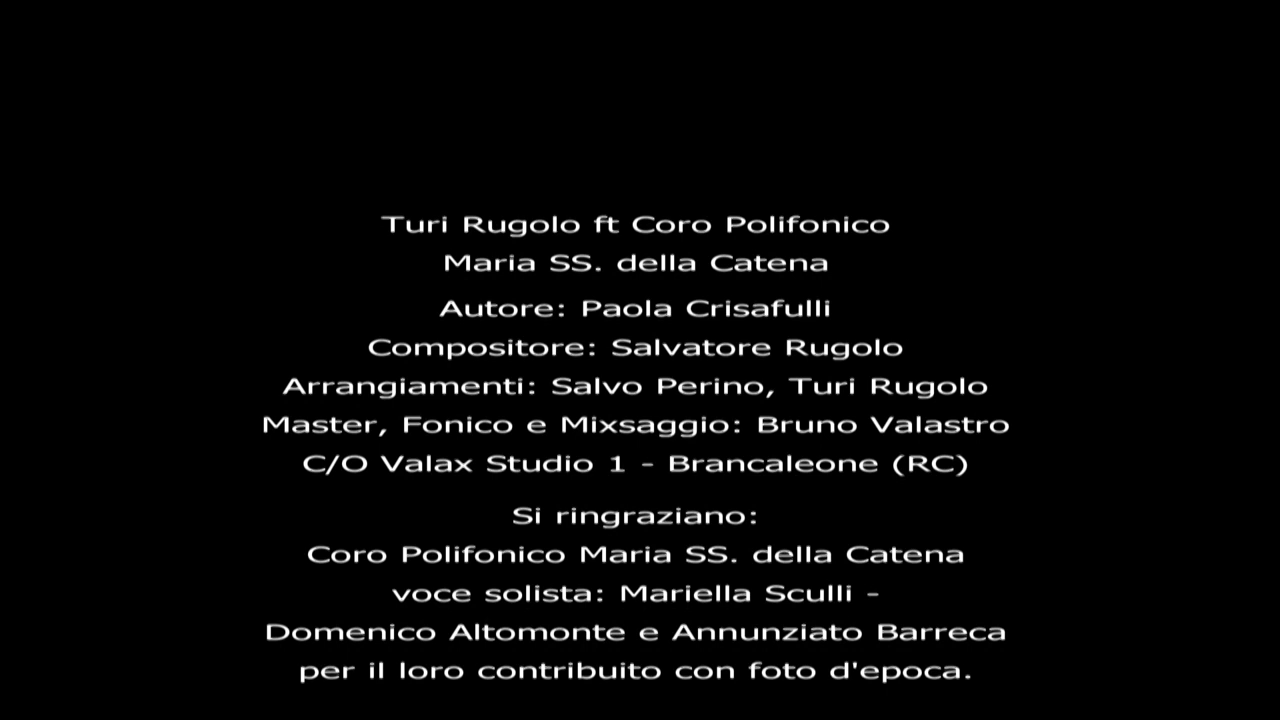 Turi Rugolo ft Coro Polifonico
Maria SS. della Catena
Autore: Paola Crisafulli
Compositore: Salvatore Rugolo
Arrangiamenti: Salvo Perino, Turi Rugolo
Master, Fonico e Mixsaggio: Bruno Valastro
C/O Valax Studio 1 - Brancaleone (RC)
Si ringraziano:
Coro Polifonico Maria SS. della Catena
voce solista: Mariella Sculli -
Domenico Altomonte e Annunziato Barreca
per il loro contribuito con foto d'epoca.